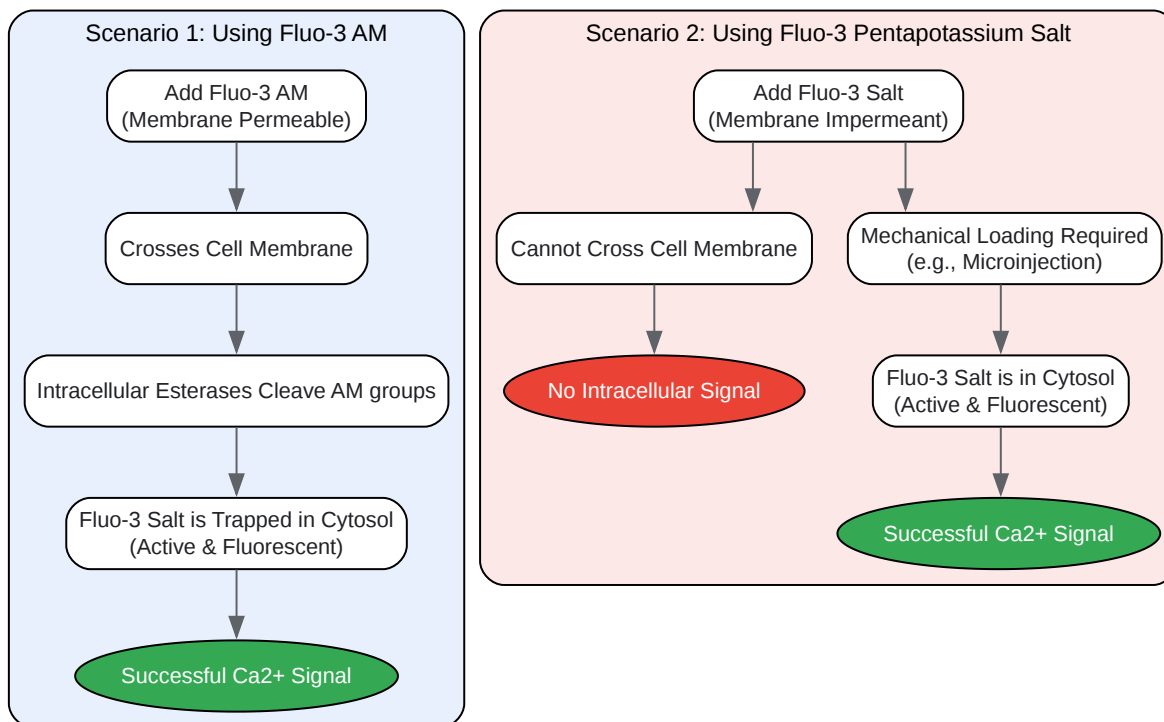 Scenario 1: Using Fluo-3 AM
Add Fluo-3 AM
(Membrane Permeable)
Crosses Cell Membrane
Intracellular Esterases Cleave AM groups
Fluo-3 Salt is Trapped in Cytosol
(Active & Fluorescent)
Successful Ca2+ Signal
Scenario 2: Using Fluo-3 Pentapotassium Salt
Add Fluo-3 Salt
(Membrane Impermeant)
Cannot Cross Cell Membrane
No Intracellular Signal
Mechanical Loading Required
(e.g., Microinjection)
Fluo-3 Salt is in Cytosol
(Active & Fluorescent)
Successful Ca2+ Signal